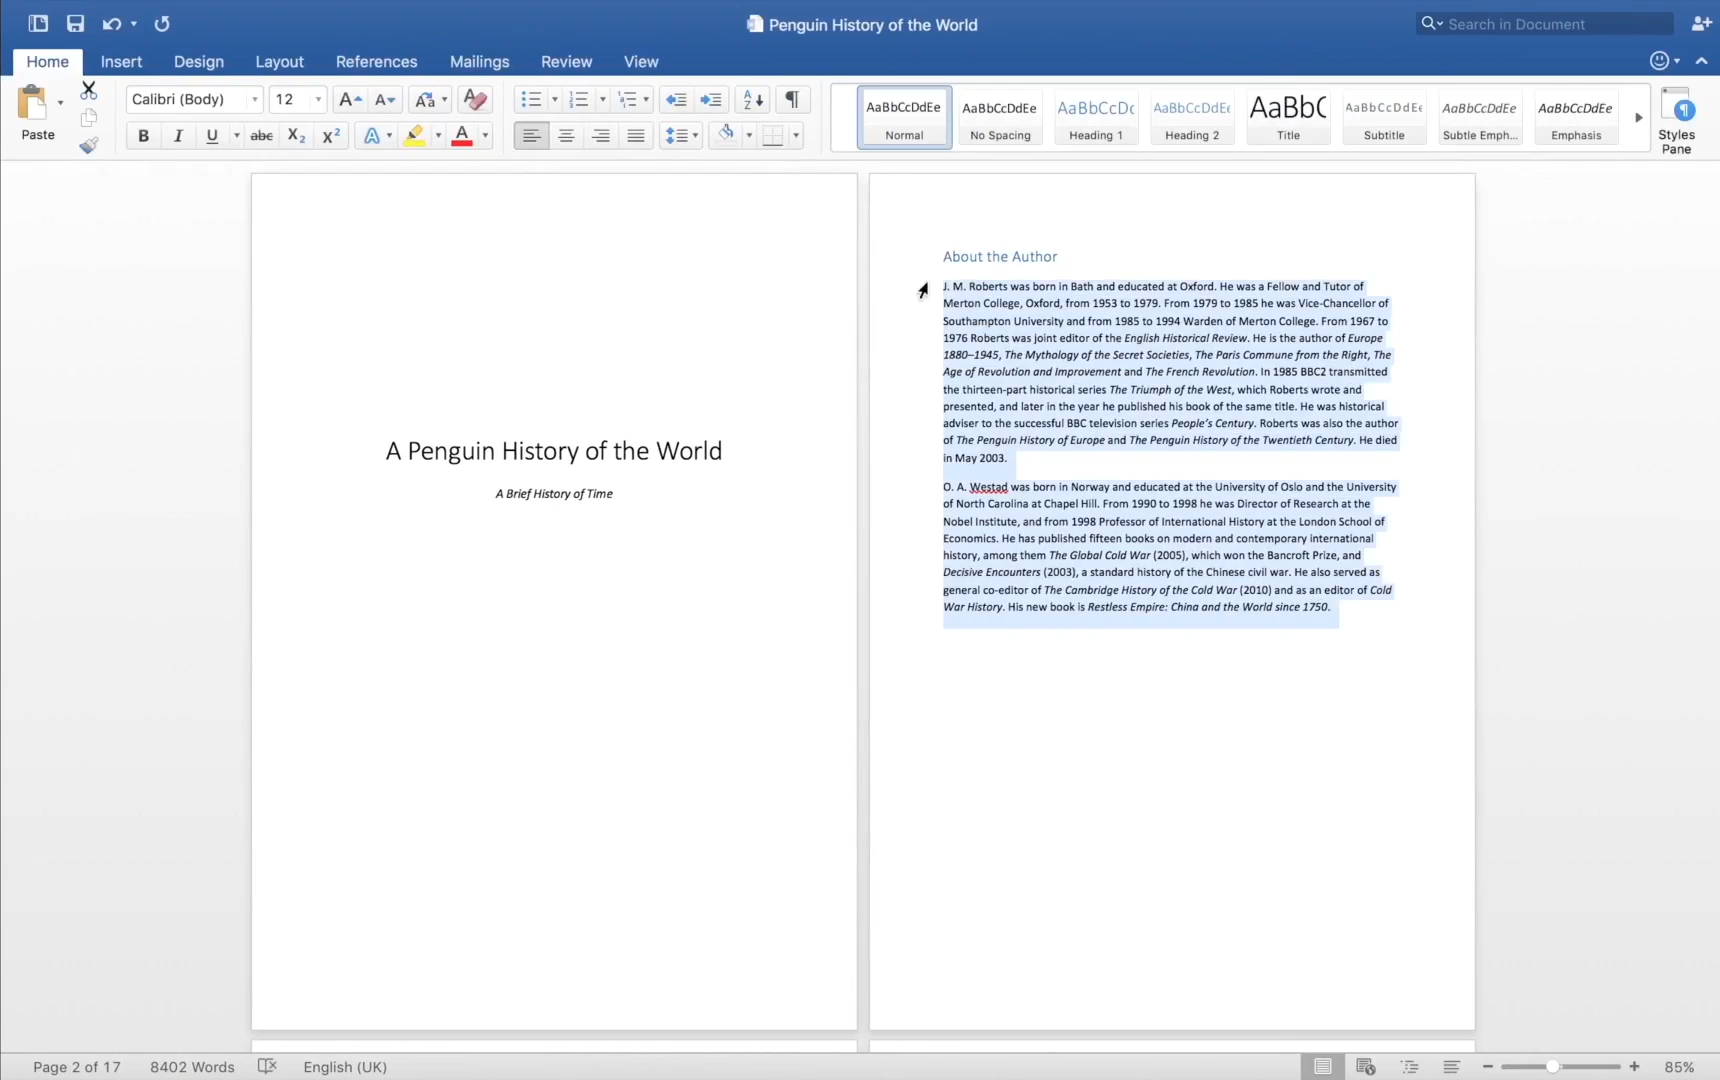 Penguin History of the World
Search in Document
Home Insert Design Layout References Mailings Review View
Paste
Calibri (Body) 12
AaBbCcDdEe AaBbCcDdEe AaBbCcDc AaBbCcDdEe AaBbC AaBbCcDdEe AaBbCcDdEe AaBbCcDdEe
Normal No Spacing Heading 1 Heading 2 Title Subtitle Subtle Emph... Emphasis
Styles
Pane
A Penguin History of the World
A Brief History of Time
About the Author
J. M. Roberts was born in Bath and educated at Oxford. He was a Fellow and Tutor of
Merton College, Oxford, from 1953 to 1979. From 1979 to 1985 he was Vice-Chancellor of
Southampton University and from 1985 to 1994 Warden of Merton College. From 1967 to
1976 Roberts was joint editor of the English Historical Review. He is the author of Europe
1880–1945, The Mythology of the Secret Societies, The Paris Commune from the Right, The
Age of Revolution and Improvement and The French Revolution. In 1985 BBC2 transmitted
the thirteen-part historical series The Triumph of the West, which Roberts wrote and
presented, and later in the year he published his book of the same title. He was historical
adviser to the successful BBC television series People's Century. Roberts was also the author
of The Penguin History of Europe and The Penguin History of the Twentieth Century. He died
in May 2003.
O. A. Westad was born in Norway and educated at the University of Oslo and the University
of North Carolina at Chapel Hill. From 1990 to 1998 he was Director of Research at the
Nobel Institute, and from 1998 Professor of International History at the London School of
Economics. He has published fifteen books on modern and contemporary international
history, among them The Global Cold War (2005), which won the Bancroft Prize, and
Decisive Encounters (2003), a standard history of the Chinese civil war. He also served as
general co-editor of The Cambridge History of the Cold War (2010) and as an editor of Cold
War History. His new book is Restless Empire: China and the World since 1750.
Page 2 of 17 8402 Words English (UK) 85%